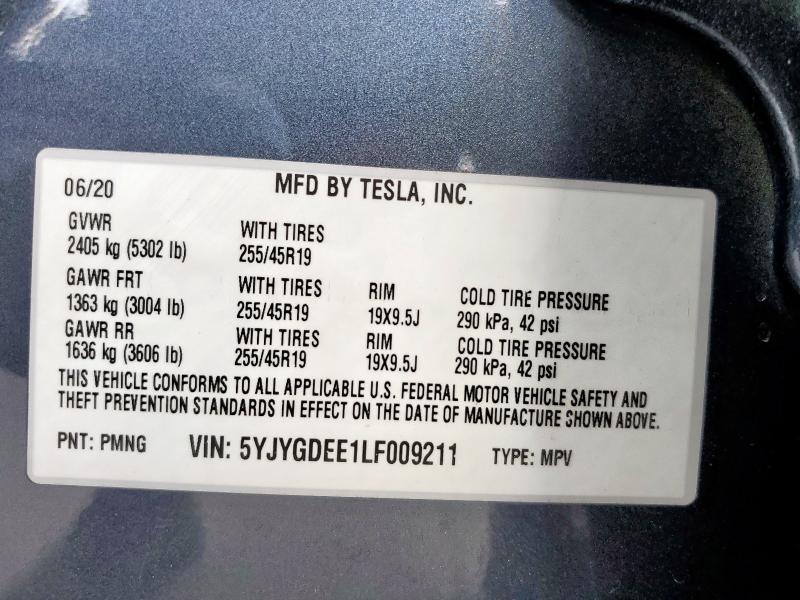 06/20 MFD BY TESLA, INC.
GVWR WITH TIRES
2405 kg (5302 lb) 255/45R19
GAWR FRT WITH TIRES RIM COLD TIRE PRESSURE
1363 kg (3004 lb) 255/45R19 19X9.5J 290 kPa, 42 psi
GAWR RR WITH TIRES RIM COLD TIRE PRESSURE
1636 kg (3606 lb) 255/45R19 19X9.5J 290 kPa, 42 psi
THIS VEHICLE CONFORMS TO ALL APPLICABLE U.S. FEDERAL MOTOR VEHICLE SAFETY AND
THEFT PREVENTION STANDARDS IN EFFECT ON THE DATE OF MANUFACTURE SHOWN ABOVE.
PNT: PMNG VIN: 5YJYGDEE1LF009211 TYPE: MPV